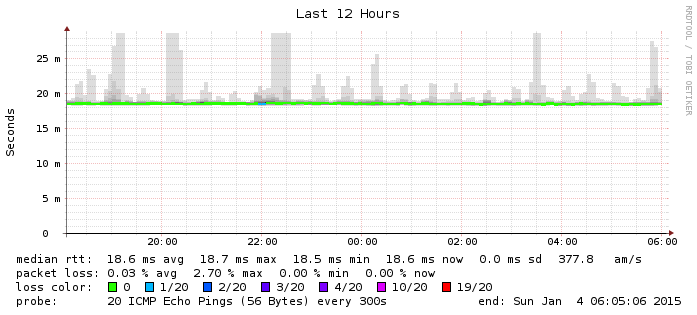 Last 12 Hours
RRDTOOL / TOBI OETIKER
Seconds
25 m
20 m
15 m
10 m
5 m
0
20:00 22:00 00:00 02:00 04:00 06:00
median rtt: 18.6 ms avg 18.7 ms max 18.5 ms min 18.6 ms now 0.0 ms sd 377.8 am/s
packet loss: 0.03 % avg 2.70 % max 0.00 % min 0.00 % now
loss color: 0 1/20 2/20 3/20 4/20 10/20 19/20
probe: 20 ICMP Echo Pings (56 Bytes) every 300s end: Sun Jan 4 06:05:06 2015